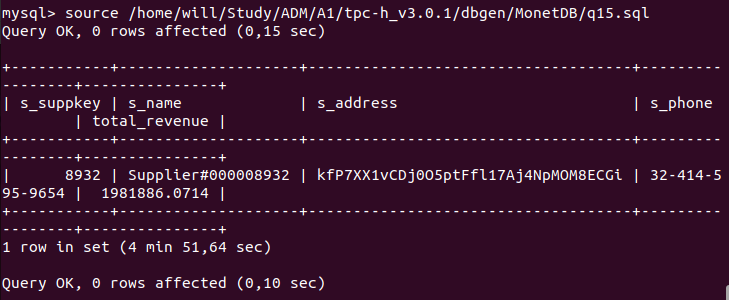 mysql> source /home/will/Study/ADM/A1/tpc-h_v3.0.1/dbgen/MonetDB/q15.sql
Query OK, 0 rows affected (0,15 sec)

+-----------+--------------------+----------------------------------+---------
--------+---------------+
| s_suppkey | s_name             | s_address                        | s_phone 
        | total_revenue |
+-----------+--------------------+----------------------------------+---------
--------+---------------+
|      8932 | Supplier#000008932 | kfP7XX1vCDj0O5ptFfl17Aj4NpMOM8ECGi | 32-414-5
95-9654 |  1981886.0714 |
+-----------+--------------------+----------------------------------+---------
--------+---------------+
1 row in set (4 min 51,64 sec)

Query OK, 0 rows affected (0,10 sec)